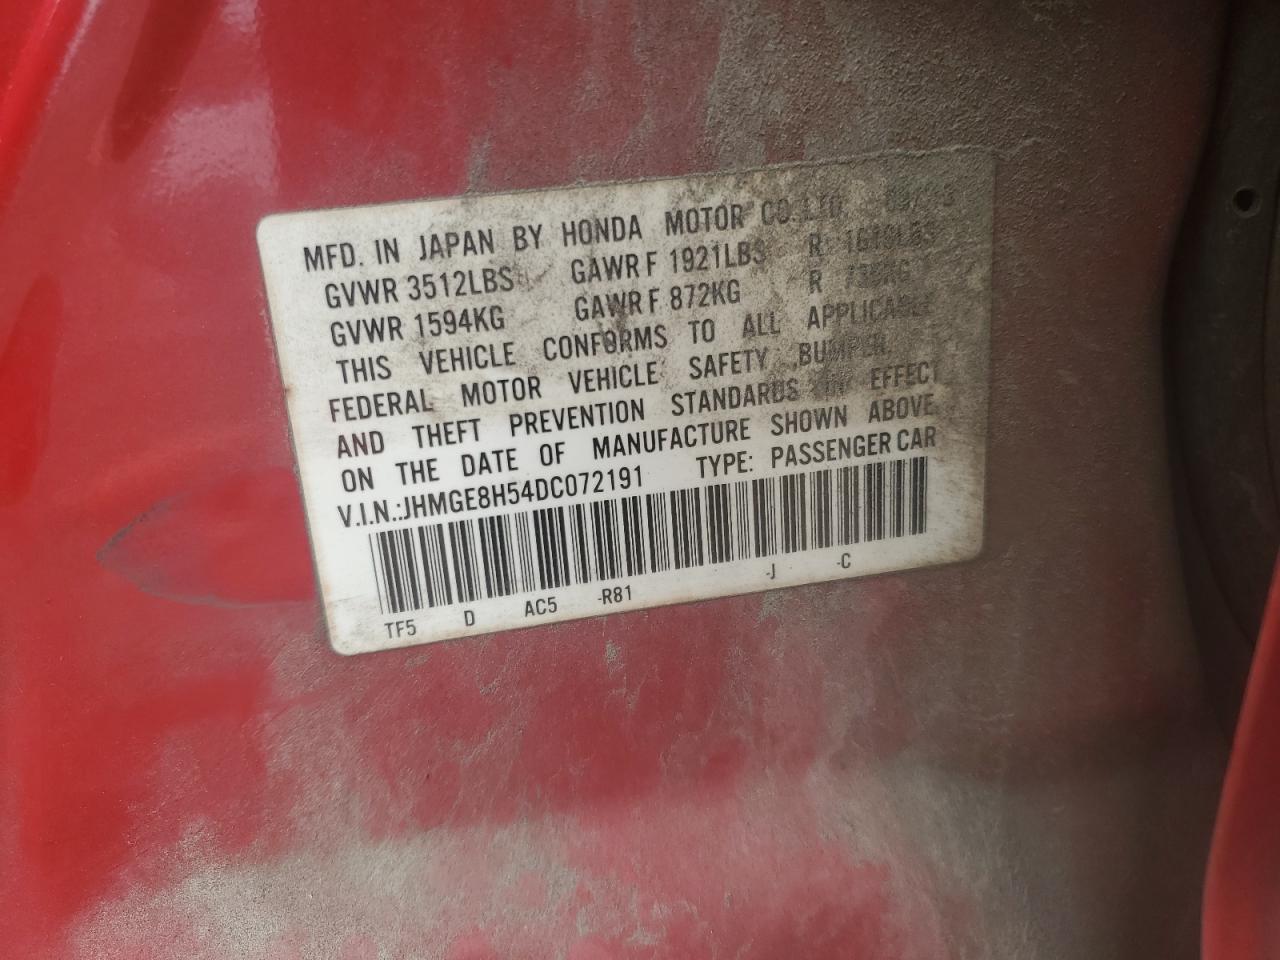 MFD. IN JAPAN BY HONDA MOTOR CO.,LTD.
GVWR 3512LBS GAWR F 1921LBS R
GVWR 1594KG GAWR F 872KG R
THIS VEHICLE CONFORMS TO ALL APPLICABLE
FEDERAL MOTOR VEHICLE SAFETY ,BUMPER,
AND THEFT PREVENTION STANDARDS IN EFFECT
ON THE DATE OF MANUFACTURE SHOWN ABOVE.
V.I.N.:JHMGE8H54DC072191 TYPE: PASSENGER CAR
TF5 D AC5 -R81 -J -C